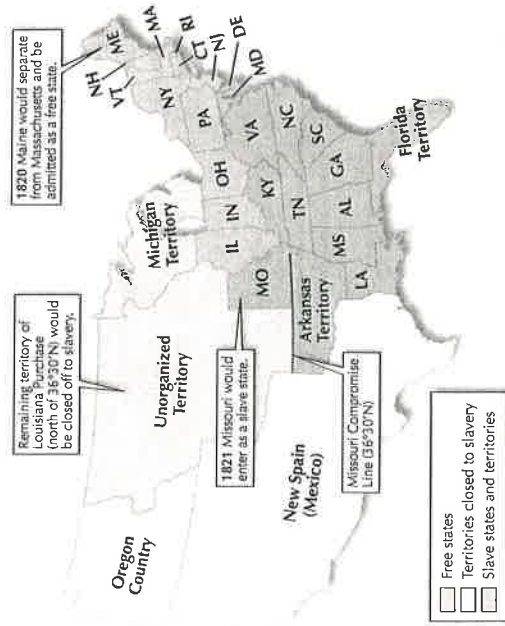 1820 Maine would separate
from Massachusetts and be
admitted as a free state.
Remaining territory of
Louisiana Purchase
(north of 36°30'N) would
be closed off to slavery.
Oregon
Country
Unorganized
Territory
Michigan
Territory
ME
NH
VT
MA
RI
CT
NY
NJ
PA
DE
MD
OH
IN
IL
VA
KY
NC
TN
SC
MO
Arkansas
Territory
MS
AL
GA
LA
Florida
Territory
1821 Missouri would
enter as a slave state.
New Spain
(Mexico)
Missouri Compromise
Line (36°30'N)
Free states
Territories closed to slavery
Slave states and territories